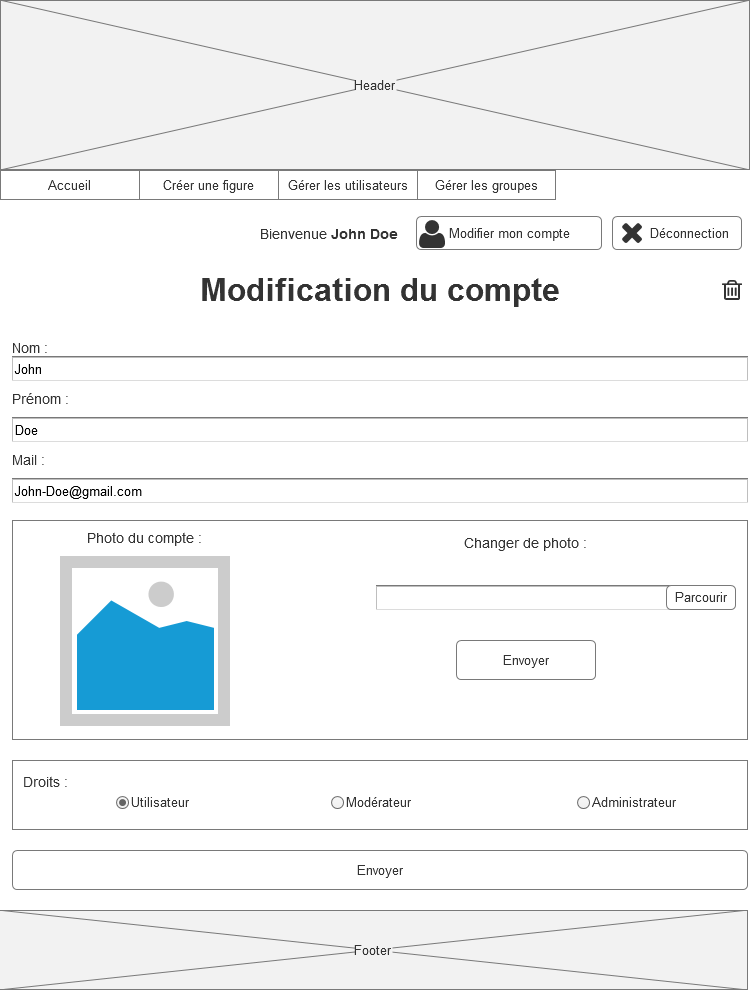 Header
Accueil
Créer une figure
Gérer les utilisateurs
Gérer les groupes
Bienvenue John Doe
Modifier mon compte
Déconnection
Modification du compte
Nom :
John
Prénom :
Doe
Mail :
John-Doe@gmail.com
Photo du compte :
Changer de photo :
Parcourir
Envoyer
Droits :
Utilisateur
Modérateur
Administrateur
Envoyer
Footer